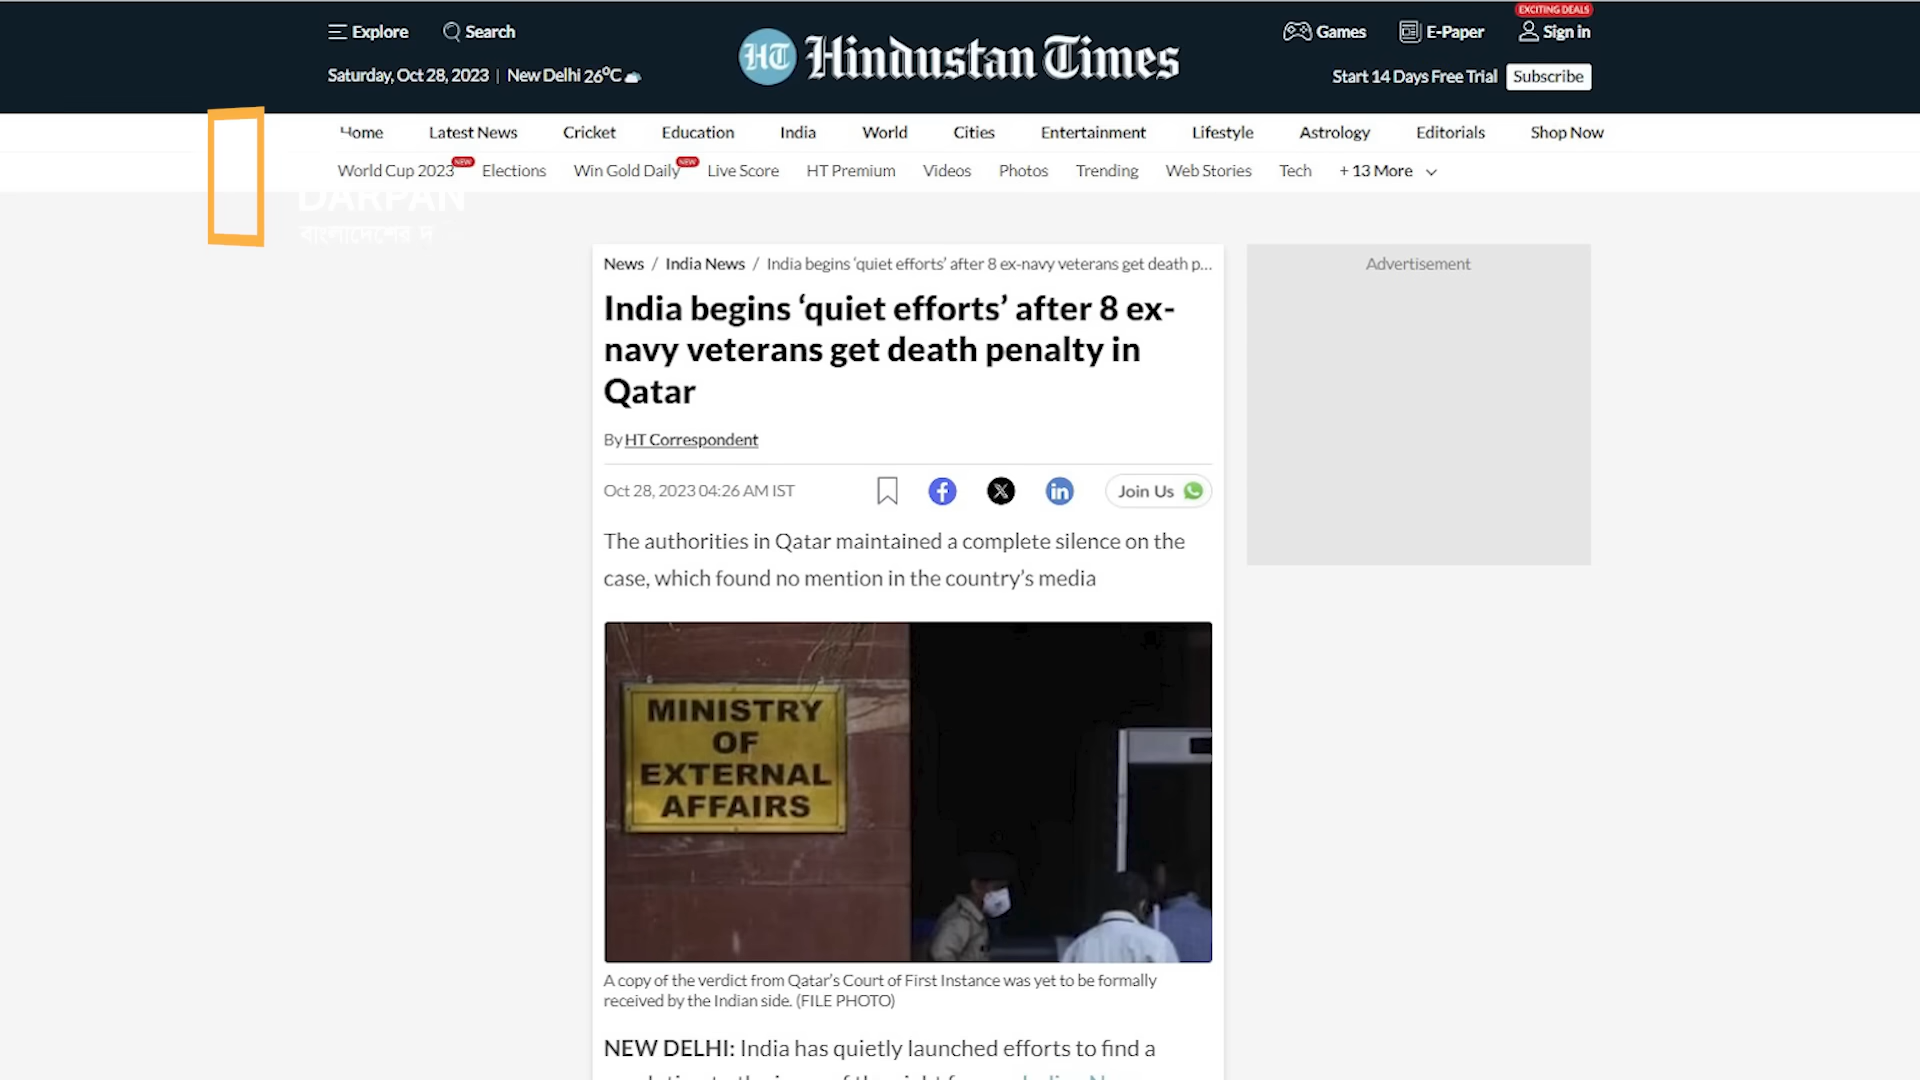 EXCITING DEALS
Explore Search Games E-Paper Sign in
HT Hindustan Times
Saturday, Oct 28, 2023 | New Delhi 26°C Start 14 Days Free Trial Subscribe
Home Latest News Cricket Education India World Cities Entertainment Lifestyle Astrology Editorials Shop Now
World Cup 2023 NEW Elections Win Gold Daily NEW Live Score HT Premium Videos Photos Trending Web Stories Tech + 13 More
DARPAN
বাংলাদেশের দ
News / India News / India begins ‘quiet efforts’ after 8 ex-navy veterans get death p...
Advertisement
India begins ‘quiet efforts’ after 8 ex-
navy veterans get death penalty in
Qatar
By HT Correspondent
Oct 28, 2023 04:26 AM IST Join Us
The authorities in Qatar maintained a complete silence on the
case, which found no mention in the country’s media
MINISTRY
OF
EXTERNAL
AFFAIRS
A copy of the verdict from Qatar’s Court of First Instance was yet to be formally
received by the Indian side. (FILE PHOTO)
NEW DELHI: India has quietly launched efforts to find a